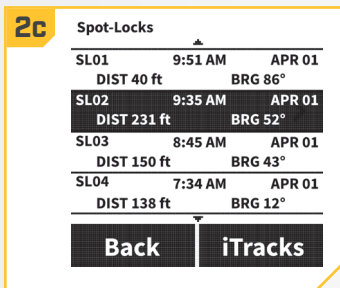 2c
Spot-Locks
SL01 9:51 AM APR 01
DIST 40 ft BRG 86°
SL02 9:35 AM APR 01
DIST 231 ft BRG 52°
SL03 8:45 AM APR 01
DIST 150 ft BRG 43°
SL04 7:34 AM APR 01
DIST 138 ft BRG 12°
Back iTracks